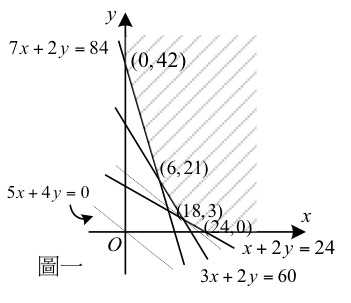 y
7x+2y=84
(0,42)
(6,21)
5x+4y=0
(18,3)
(24,0)
x
O
x+2y=24
圖一
3x+2y=60